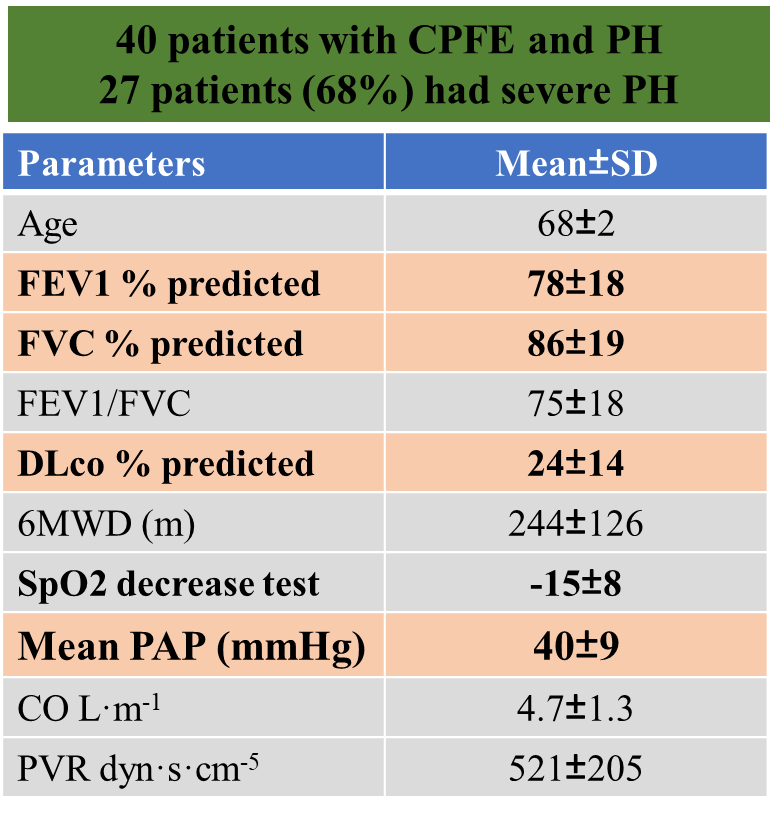 40 patients with CPFE and PH
27 patients (68%) had severe PH
Parameters Mean±SD
Age 68±2
FEV1 % predicted 78±18
FVC % predicted 86±19
FEV1/FVC 75±18
DLco % predicted 24±14
6MWD (m) 244±126
SpO2 decrease test -15±8
Mean PAP (mmHg) 40±9
CO L·m⁻¹ 4.7±1.3
PVR dyn·s·cm⁻⁵ 521±205